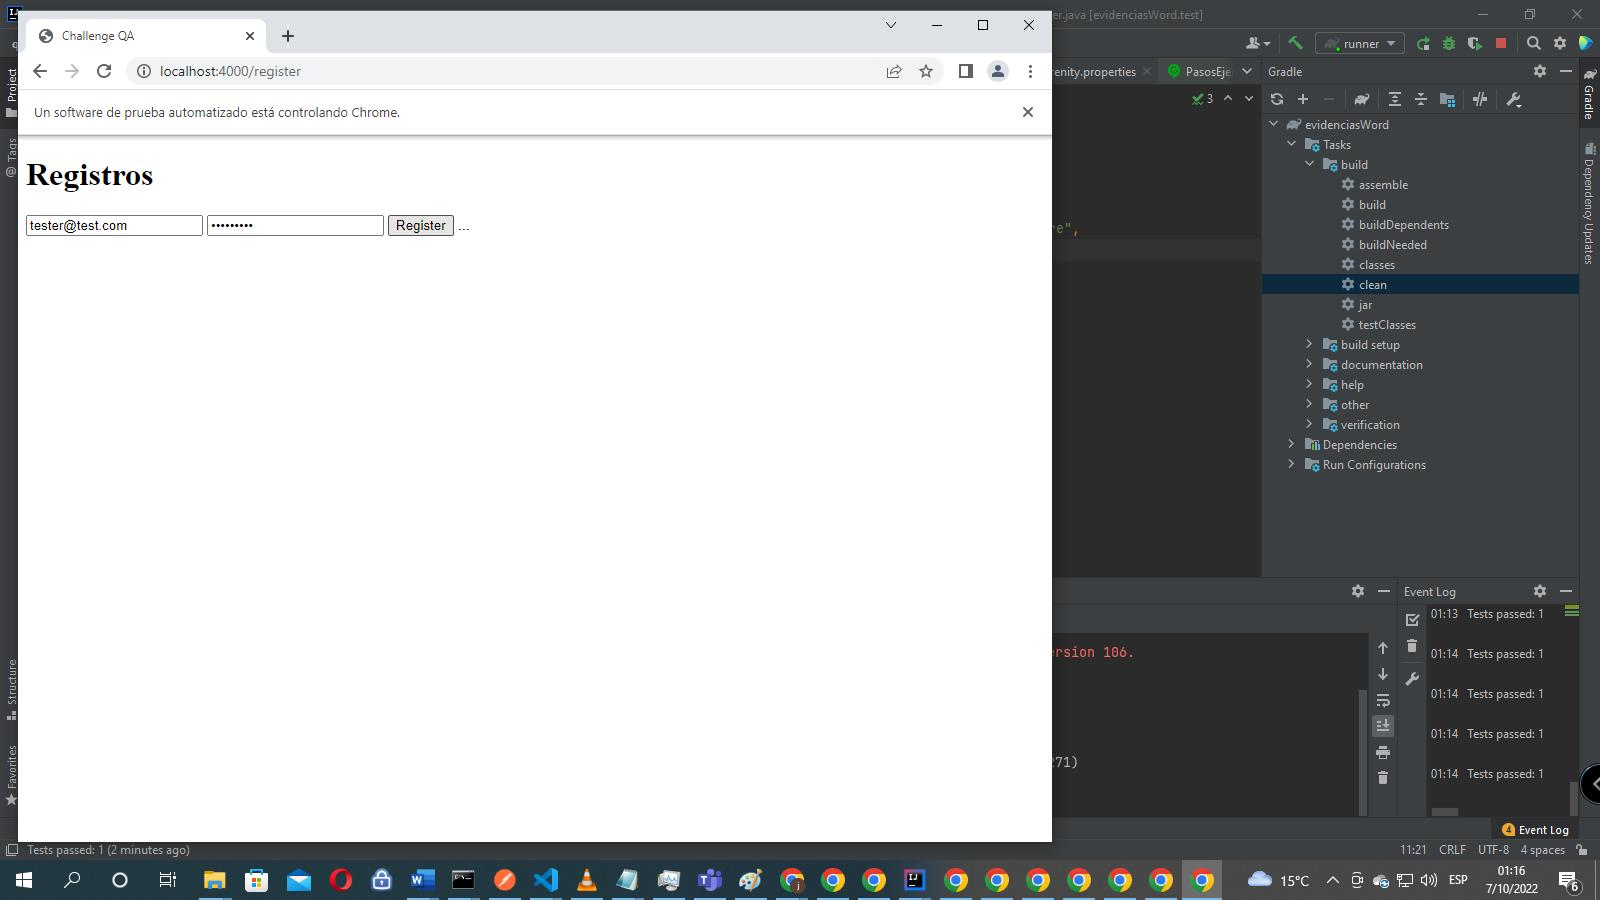 er.java [evidenciasWord.test]
Challenge QA
runner
localhost:4000/register
Un software de prueba automatizado está controlando Chrome.
Registros
tester@test.com
•••••••••
Register
...
renity.properties
PasosEje
3
re",
Gradle
evidenciasWord
Tasks
build
assemble
build
buildDependents
buildNeeded
classes
clean
jar
testClasses
build setup
documentation
help
other
verification
Dependencies
Run Configurations
Project
Tags
Structure
Favorites
Gradle
Dependency Updates
ersion 106.
271)
Event Log
01:13 Tests passed: 1
01:14 Tests passed: 1
01:14 Tests passed: 1
01:14 Tests passed: 1
01:14 Tests passed: 1
4 Event Log
Tests passed: 1 (2 minutes ago)
11:21 CRLF UTF-8 4 spaces
15°C
ESP
01:16
7/10/2022
6